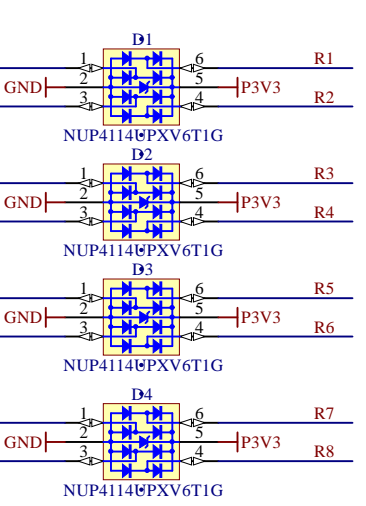 D1
1 6 R1
GND 2 5 P3V3
3 4 R2
NUP4114UPXV6T1G
D2
1 6 R3
GND 2 5 P3V3
3 4 R4
NUP4114UPXV6T1G
D3
1 6 R5
GND 2 5 P3V3
3 4 R6
NUP4114UPXV6T1G
D4
1 6 R7
GND 2 5 P3V3
3 4 R8
NUP4114UPXV6T1G